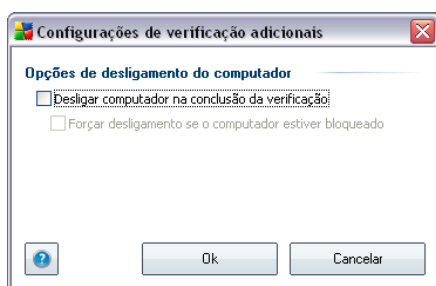 Configurações de verificação adicionais
Opções de desligamento do computador
Desligar computador na conclusão da verificação
Forçar desligamento se o computador estiver bloqueado
Ok
Cancelar